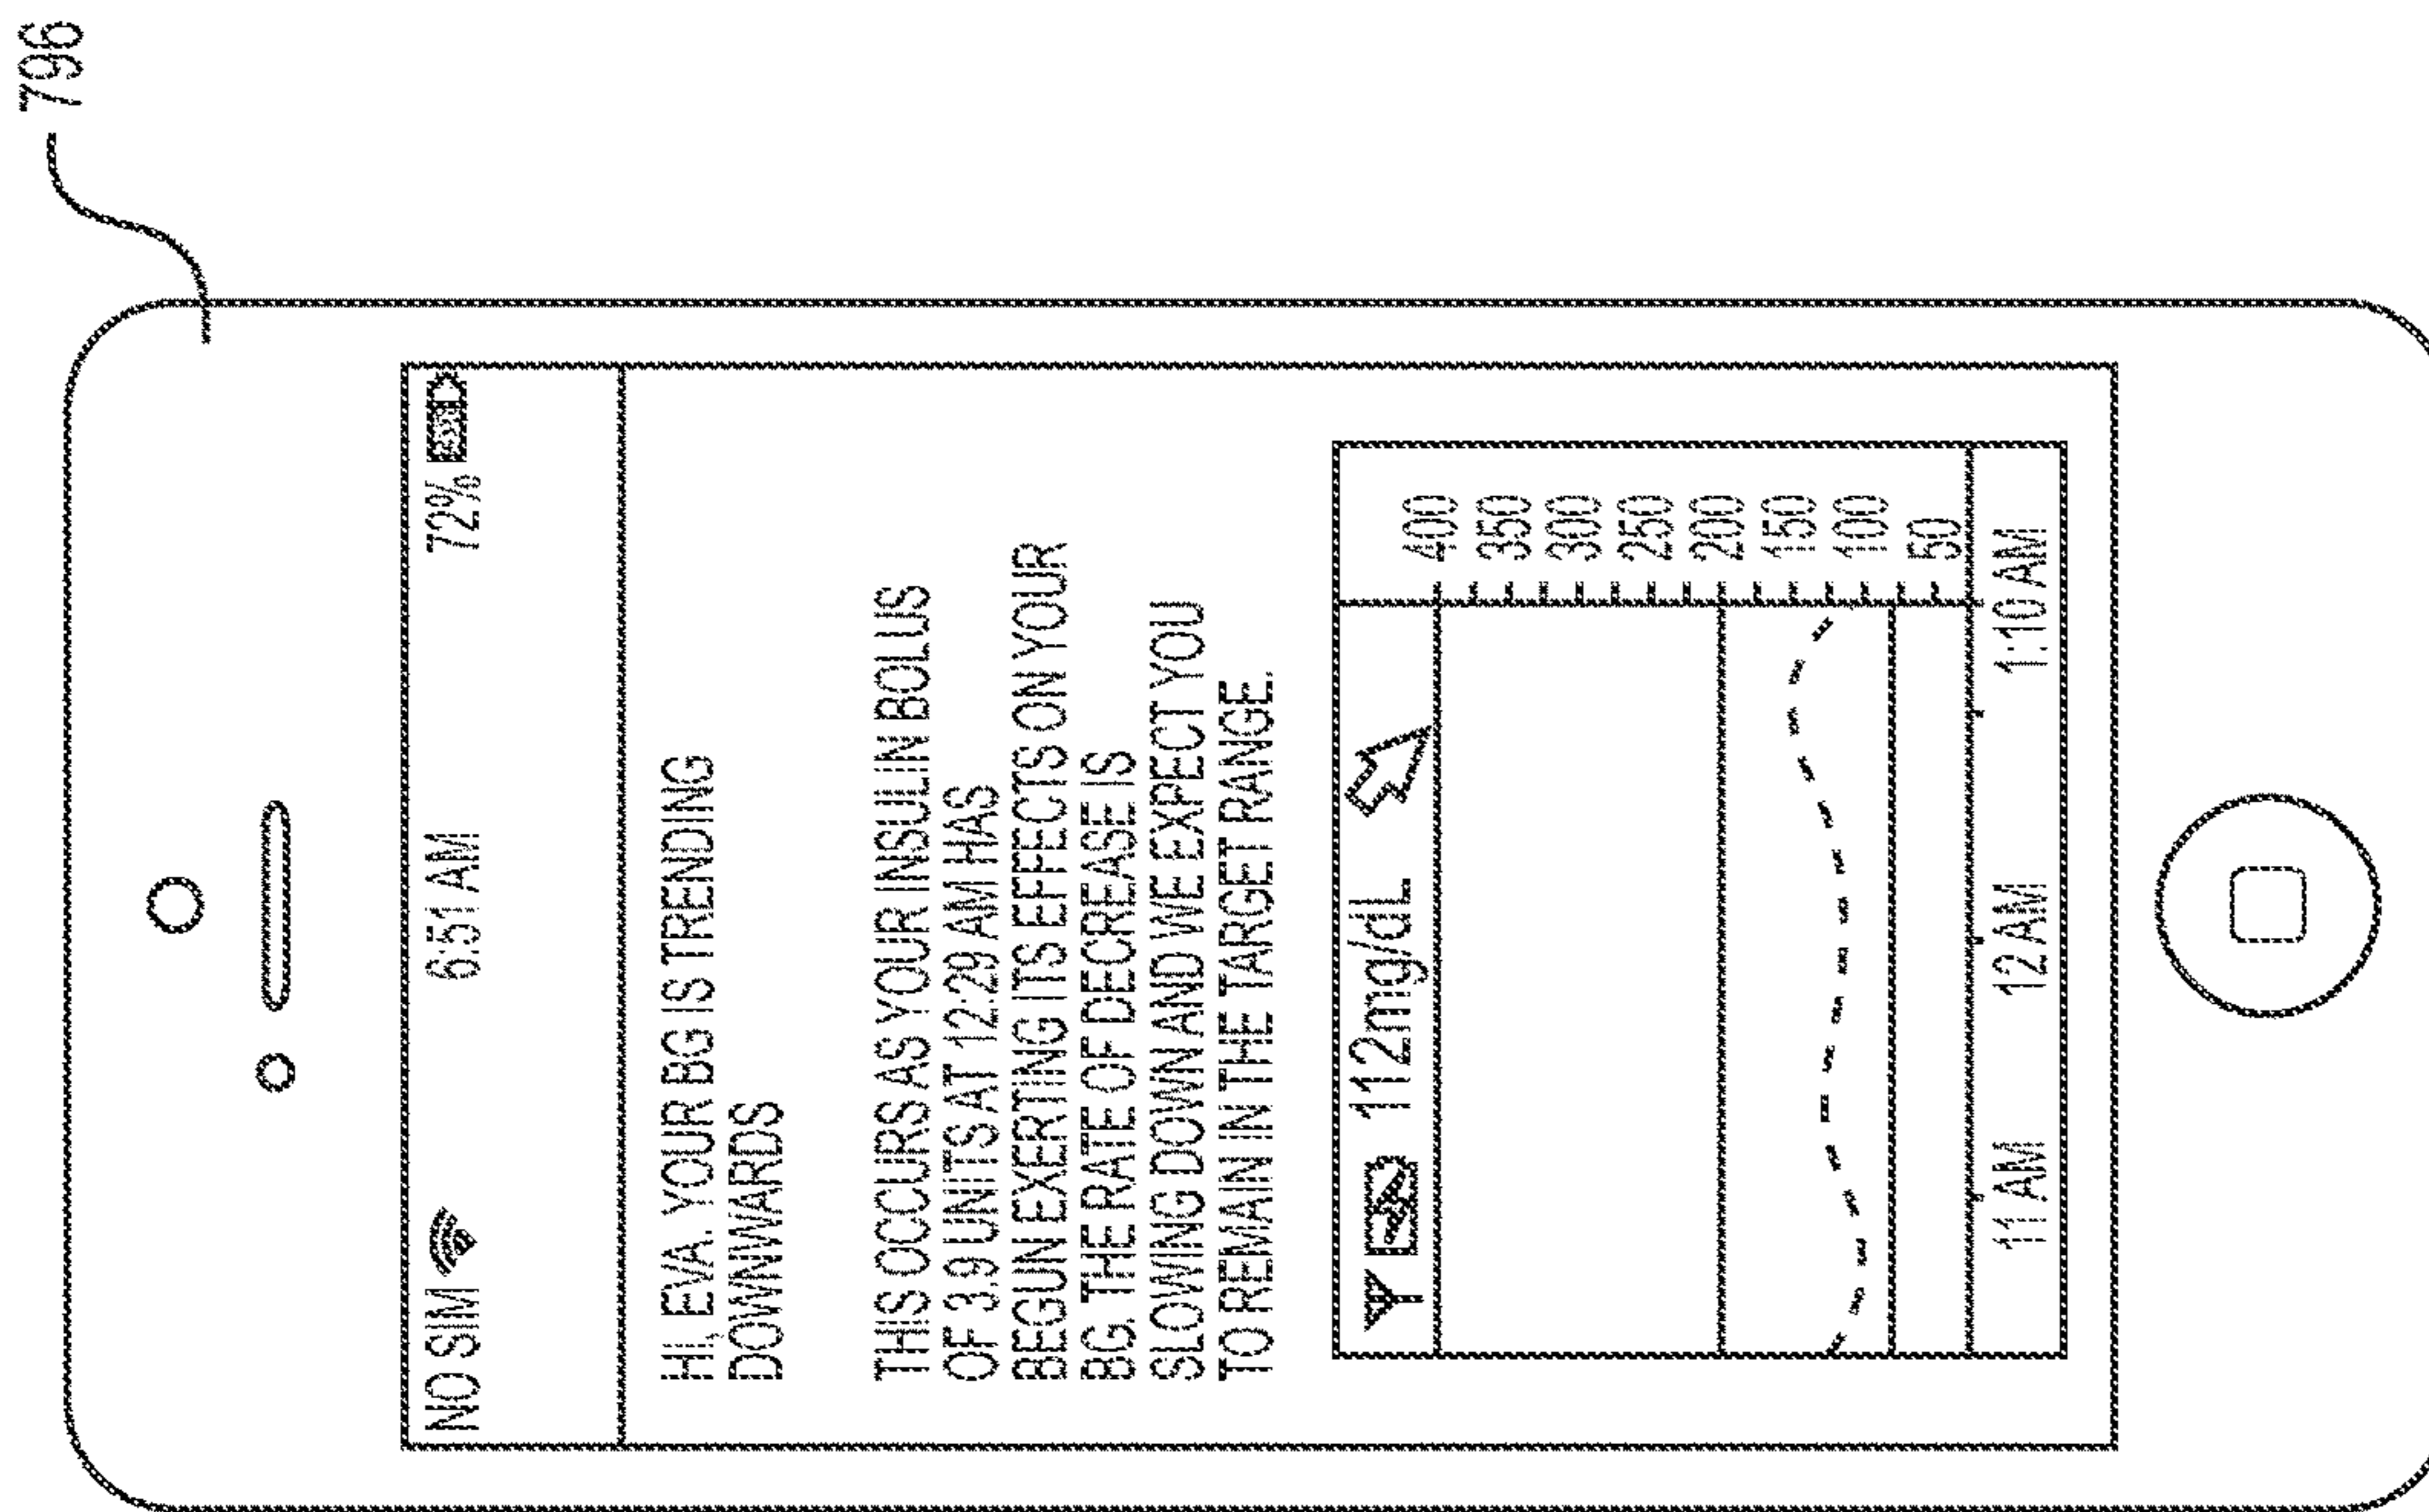 796
NO SIM 6:51 AM 72%
HI, EVA. YOUR BG IS TRENDING
DOWNWARDS
THIS OCCURS AS YOUR INSULIN BOLUS
OF 3.9 UNITS AT 12:29 AM HAS
BEGUN EXERTING ITS EFFECTS ON YOUR
BG. THE RATE OF DECREASE IS
SLOWING DOWN AND WE EXPECT YOU
TO REMAIN IN THE TARGET RANGE.
112mg/dL
400
350
300
250
200
150
100
50
11 AM 12 AM 1:10 AM